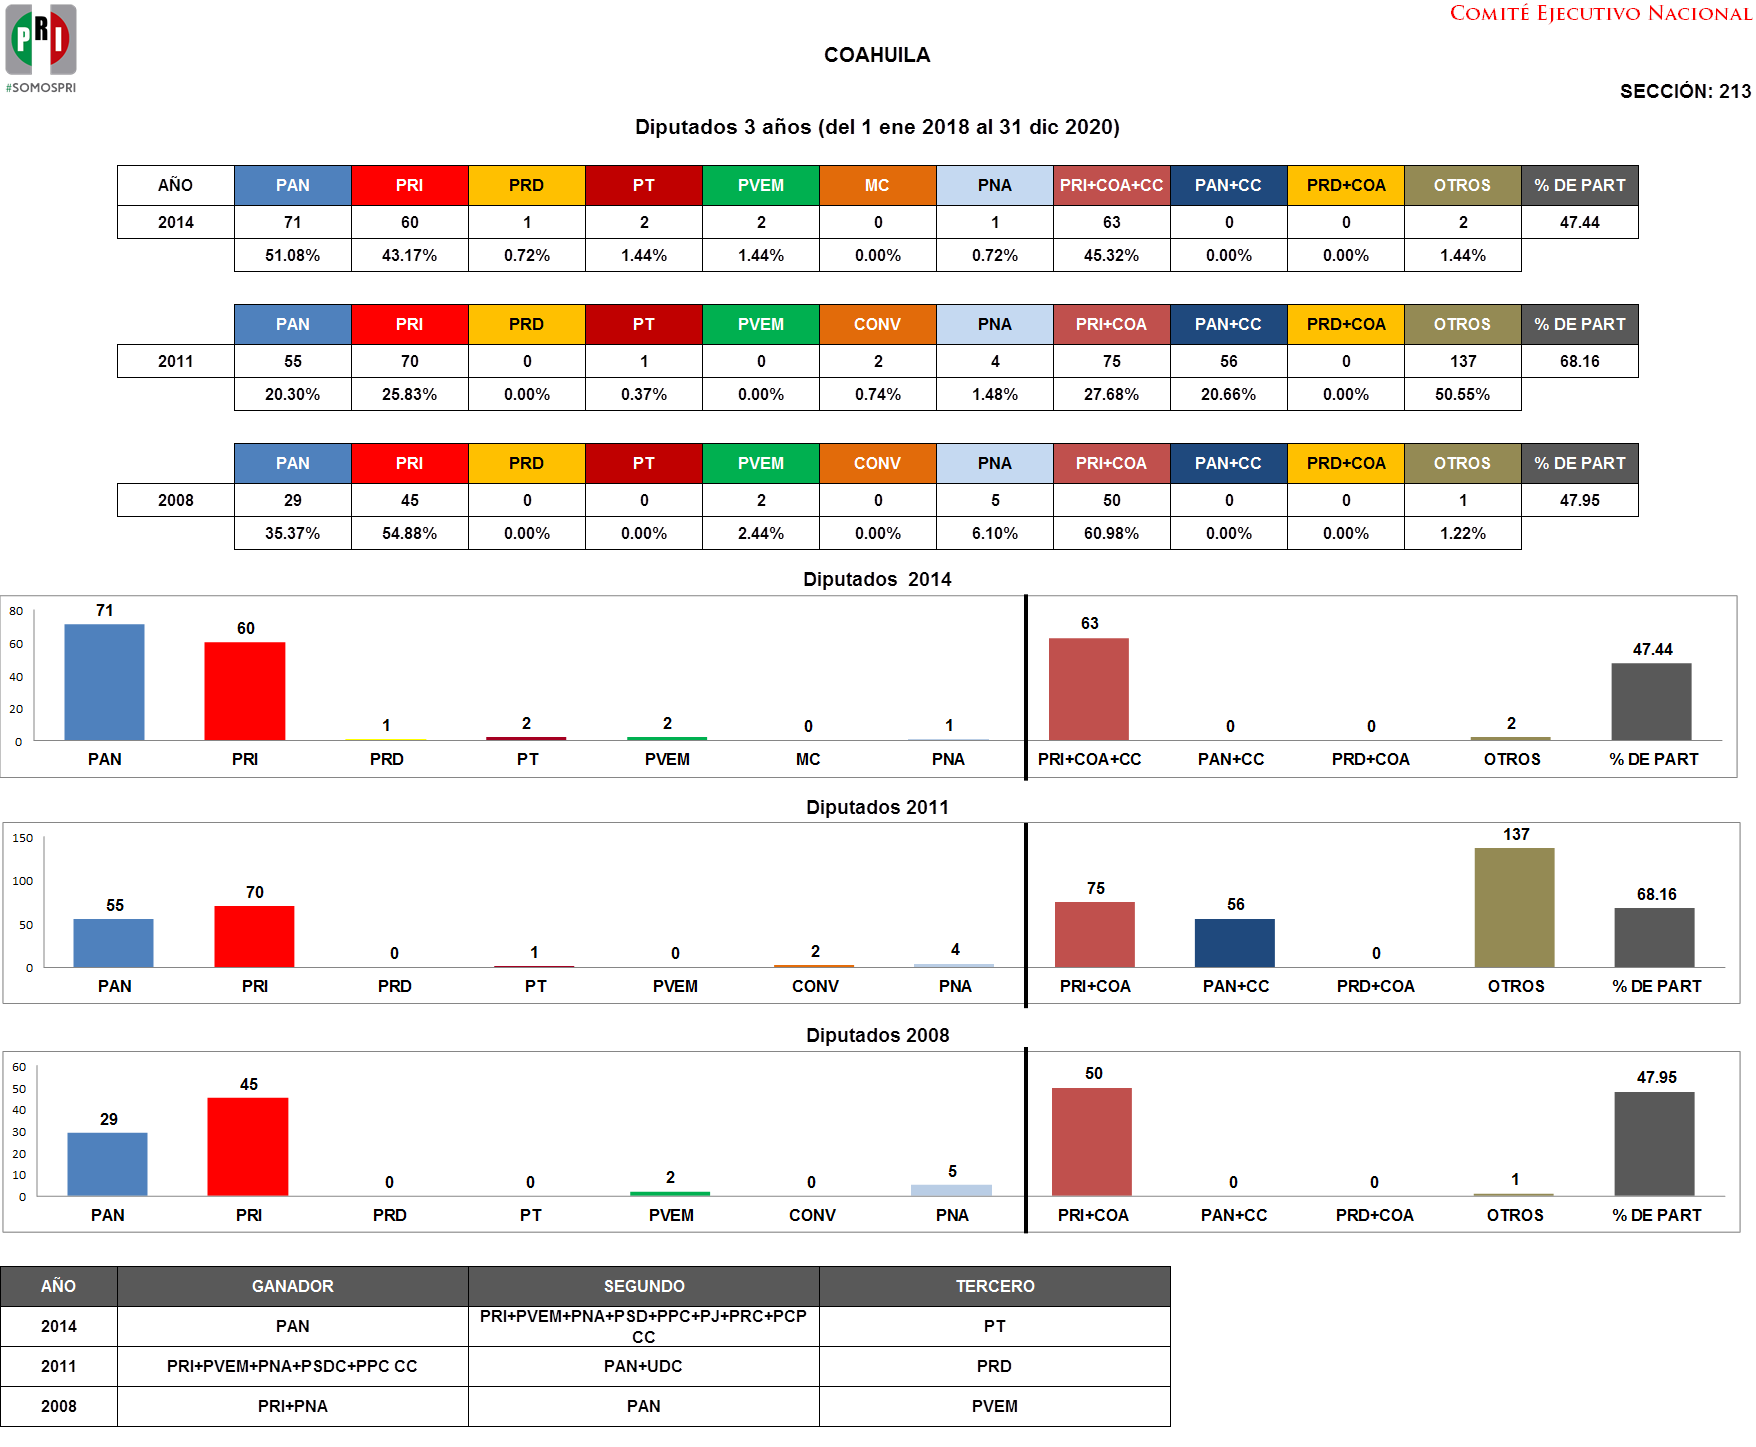 PRI
#SOMOSPRI
COMITÉ EJECUTIVO NACIONAL
COAHUILA
SECCIÓN: 213
Diputados 3 años (del 1 ene 2018 al 31 dic 2020)
AÑO PAN PRI PRD PT PVEM MC PNA PRI+COA+CC PAN+CC PRD+COA OTROS % DE PART
2014 71 60 1 2 2 0 1 63 0 0 2 47.44
51.08% 43.17% 0.72% 1.44% 1.44% 0.00% 0.72% 45.32% 0.00% 0.00% 1.44%
PAN PRI PRD PT PVEM CONV PNA PRI+COA PAN+CC PRD+COA OTROS % DE PART
2011 55 70 0 1 0 2 4 75 56 0 137 68.16
20.30% 25.83% 0.00% 0.37% 0.00% 0.74% 1.48% 27.68% 20.66% 0.00% 50.55%
PAN PRI PRD PT PVEM CONV PNA PRI+COA PAN+CC PRD+COA OTROS % DE PART
2008 29 45 0 0 2 0 5 50 0 0 1 47.95
35.37% 54.88% 0.00% 0.00% 2.44% 0.00% 6.10% 60.98% 0.00% 0.00% 1.22%
Diputados 2014
80
60
40
20
0
71 60 1 2 2 0 1 63 0 0 2 47.44
PAN PRI PRD PT PVEM MC PNA PRI+COA+CC PAN+CC PRD+COA OTROS % DE PART
Diputados 2011
150
100
50
0
55 70 0 1 0 2 4 75 56 0 137 68.16
PAN PRI PRD PT PVEM CONV PNA PRI+COA PAN+CC PRD+COA OTROS % DE PART
Diputados 2008
60
50
40
30
20
10
0
29 45 0 0 2 0 5 50 0 0 1 47.95
PAN PRI PRD PT PVEM CONV PNA PRI+COA PAN+CC PRD+COA OTROS % DE PART
AÑO GANADOR SEGUNDO TERCERO
2014 PAN PRI+PVEM+PNA+PSD+PPC+PJ+PRC+PCP PT
CC
2011 PRI+PVEM+PNA+PSDC+PPC CC PAN+UDC PRD
2008 PRI+PNA PAN PVEM